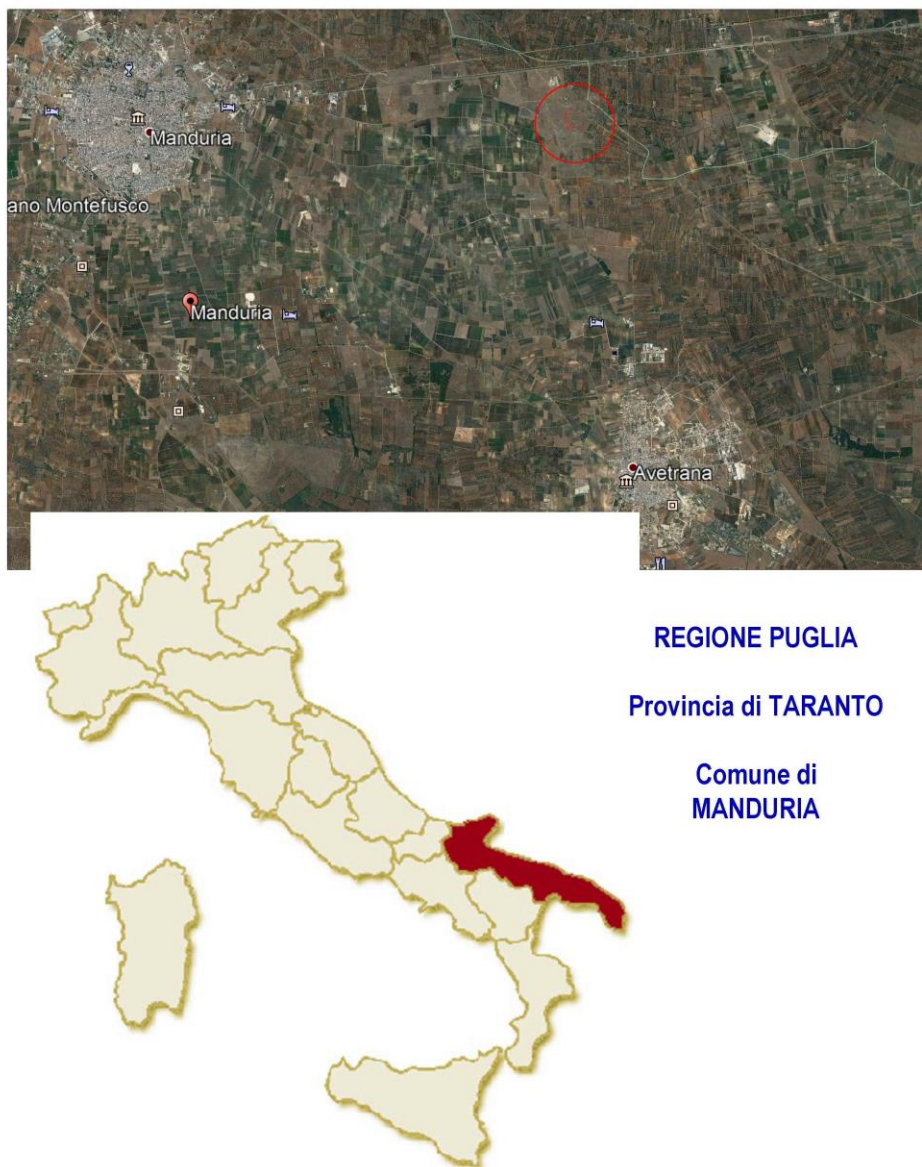 Manduria
ano Montefusco
Manduria
Avetrana
REGIONE PUGLIA
Provincia di TARANTO
Comune di
MANDURIA